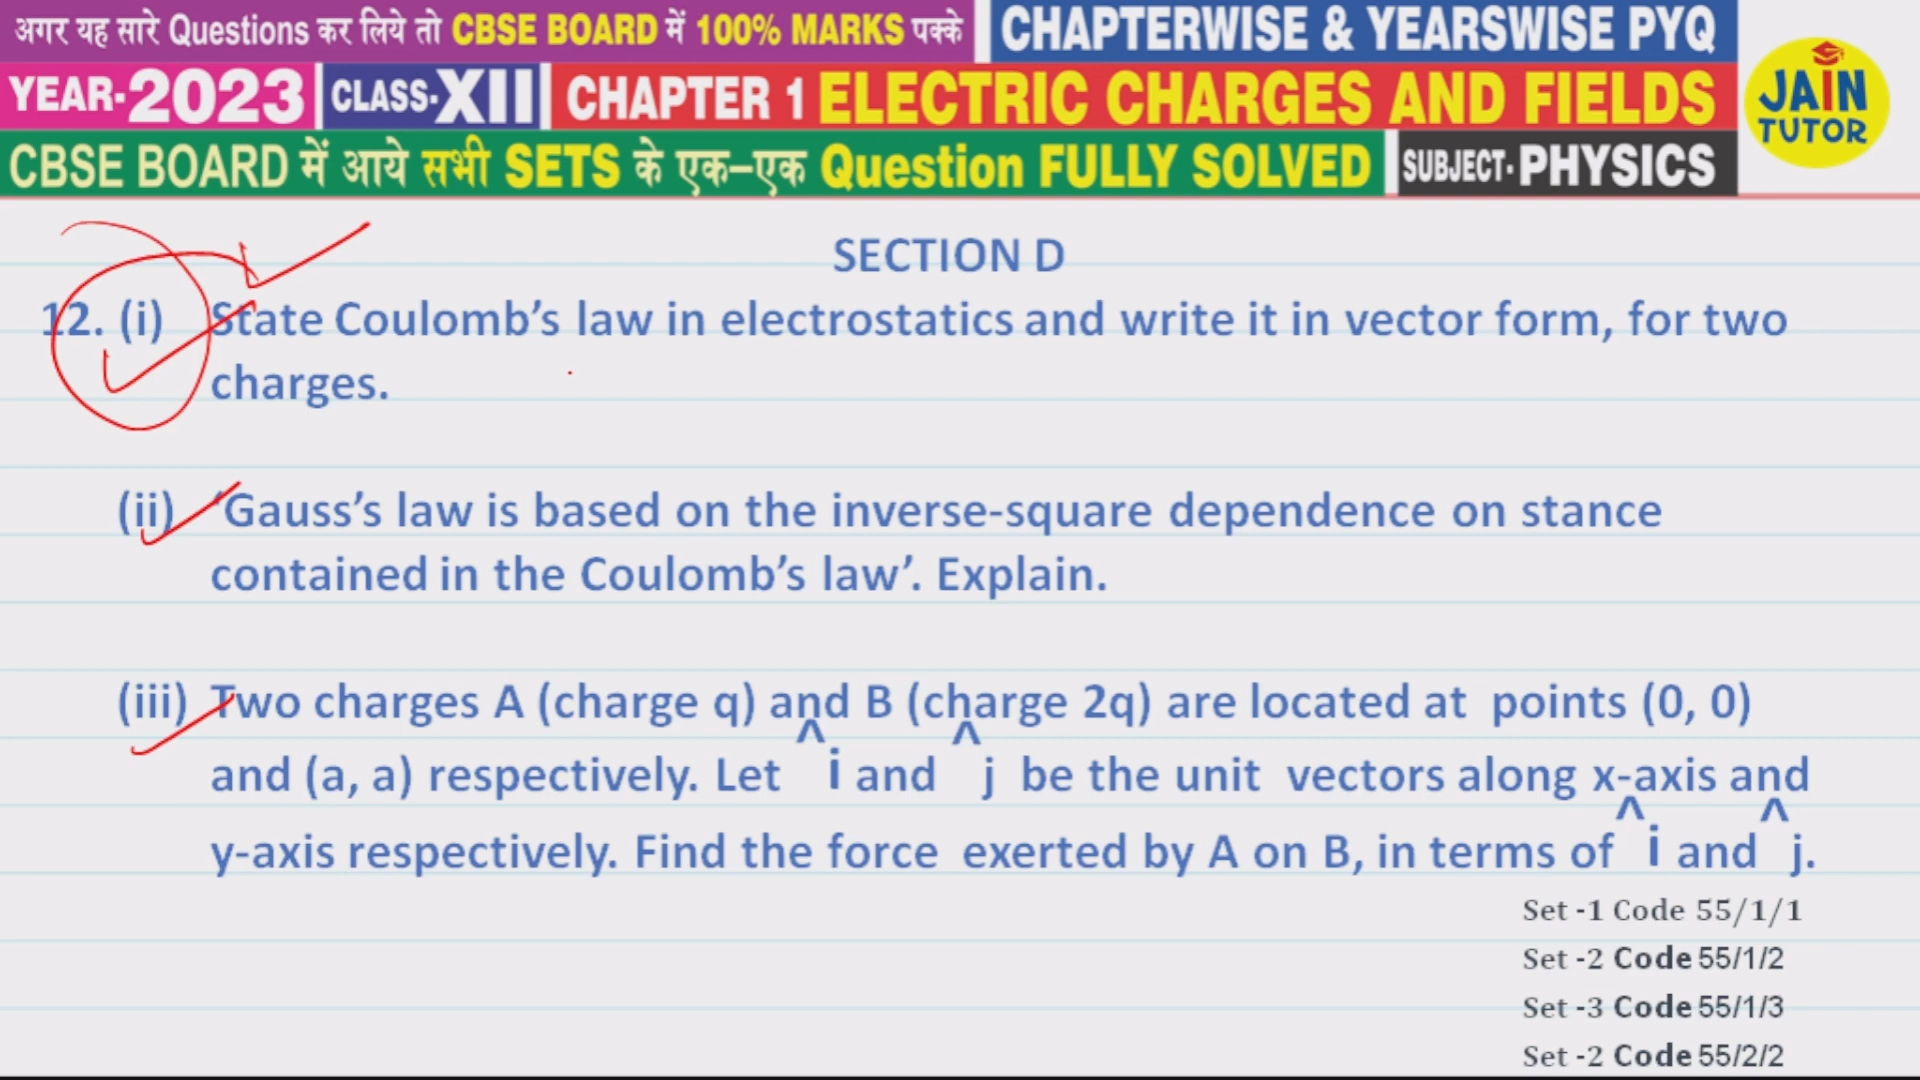 अगर यह सारे Questions कर लिये तो CBSE BOARD में 100% MARKS पक्के
CHAPTERWISE & YEARSWISE PYQ
YEAR-2023 CLASS-XII CHAPTER 1 ELECTRIC CHARGES AND FIELDS
JAIN
TUTOR
CBSE BOARD में आये सभी SETS के एक–एक Question FULLY SOLVED SUBJECT- PHYSICS
SECTION D
12. (i) State Coulomb’s law in electrostatics and write it in vector form, for two
charges.
(ii) ‘Gauss’s law is based on the inverse-square dependence on stance
contained in the Coulomb’s law’. Explain.
(iii) Two charges A (charge q) and B (charge 2q) are located at points (0, 0)
and (a, a) respectively. Let ^i and ^j be the unit vectors along x-axis and
y-axis respectively. Find the force exerted by A on B, in terms of ^i and ^j.
Set -1 Code 55/1/1
Set -2 Code 55/1/2
Set -3 Code 55/1/3
Set -2 Code 55/2/2